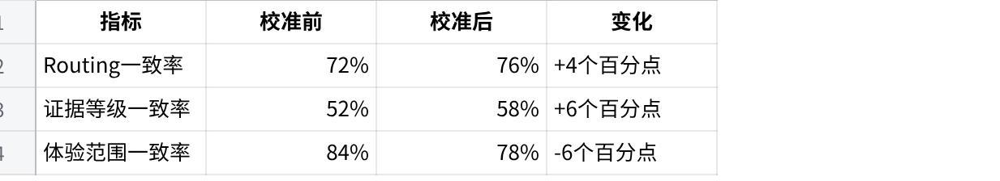 1 指标 校准前 校准后 变化
2 Routing一致率 72% 76% +4个百分点
3 证据等级一致率 52% 58% +6个百分点
4 体验范围一致率 84% 78% -6个百分点